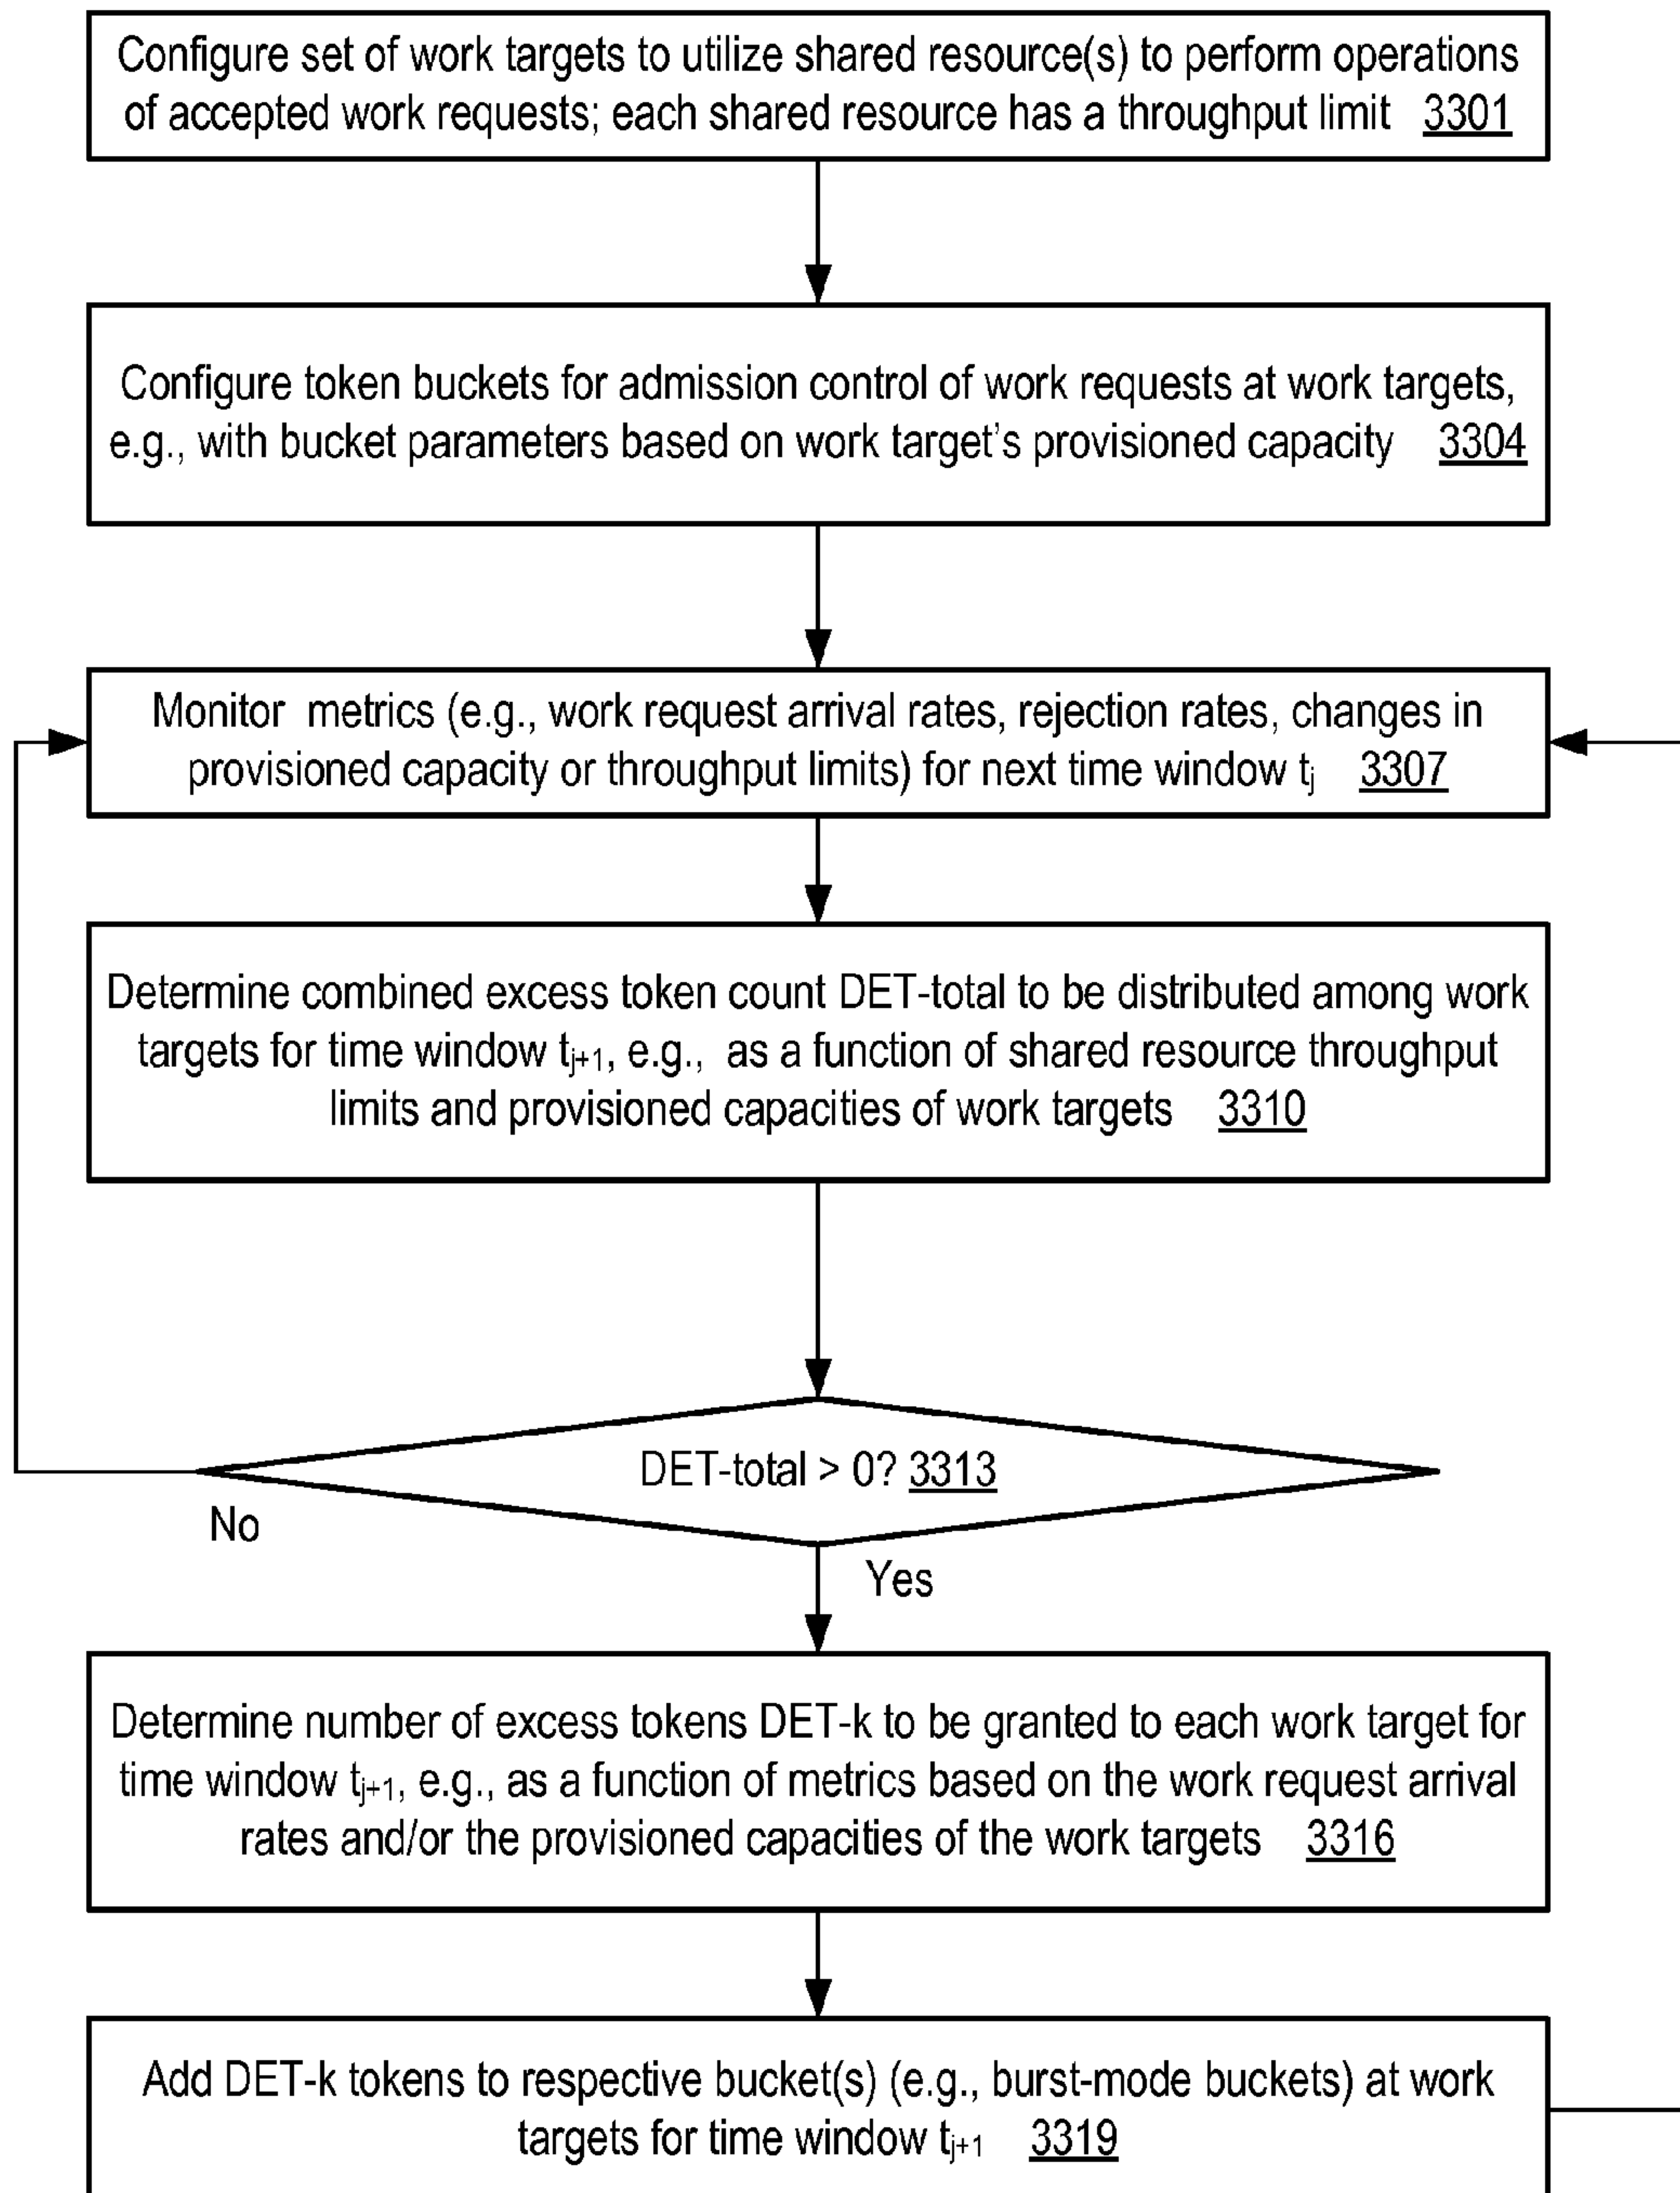 Configure set of work targets to utilize shared resource(s) to perform operations
of accepted work requests; each shared resource has a throughput limit 3301
Configure token buckets for admission control of work requests at work targets,
e.g., with bucket parameters based on work target's provisioned capacity 3304
Monitor metrics (e.g., work request arrival rates, rejection rates, changes in
provisioned capacity or throughput limits) for next time window tj 3307
Determine combined excess token count DET-total to be distributed among work
targets for time window tj+1, e.g., as a function of shared resource throughput
limits and provisioned capacities of work targets 3310
DET-total > 0? 3313
No
Yes
Determine number of excess tokens DET-k to be granted to each work target for
time window tj+1, e.g., as a function of metrics based on the work request arrival
rates and/or the provisioned capacities of the work targets 3316
Add DET-k tokens to respective bucket(s) (e.g., burst-mode buckets) at work
targets for time window tj+1 3319